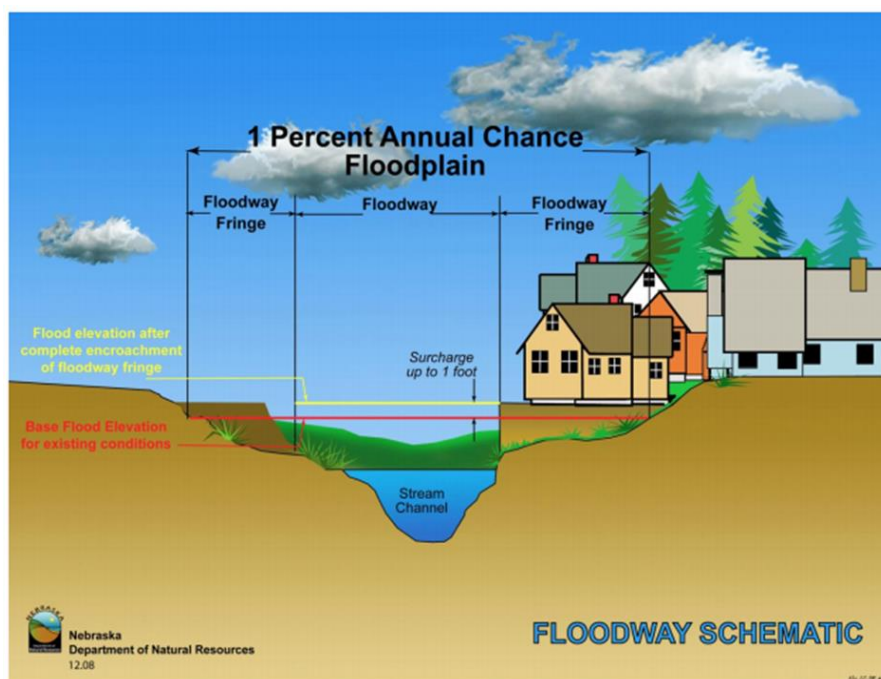 1 Percent Annual Chance
Floodplain
Floodway
Fringe
Floodway
Floodway
Fringe
Flood elevation after
complete encroachment
of floodway fringe
Surcharge
up to 1 foot
Base Flood Elevation
for existing conditions
Stream
Channel
NEBRASKA
Nebraska
Department of Natural Resources
12.08
FLOODWAY SCHEMATIC